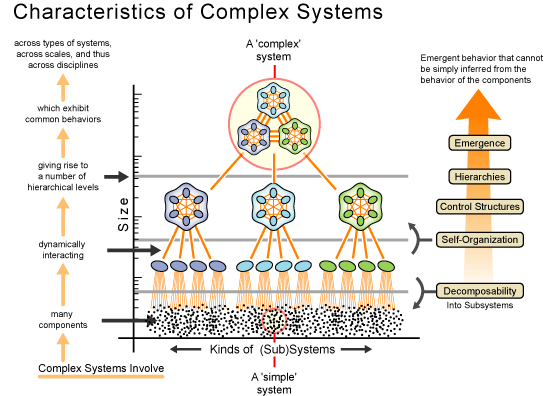 Characteristics of Complex Systems
across types of systems,
across scales, and thus
across disciplines
which exhibit
common behaviors
giving rise to
a number of
hierarchical levels
dynamically
interacting
many
components
Complex Systems Involve
A 'complex'
system
Size
Kinds of (Sub)Systems
A 'simple'
system
Emergent behavior that cannot
be simply inferred from the
behavior of the components
Emergence
Hierarchies
Control Structures
Self-Organization
Decomposability
Into Subsystems